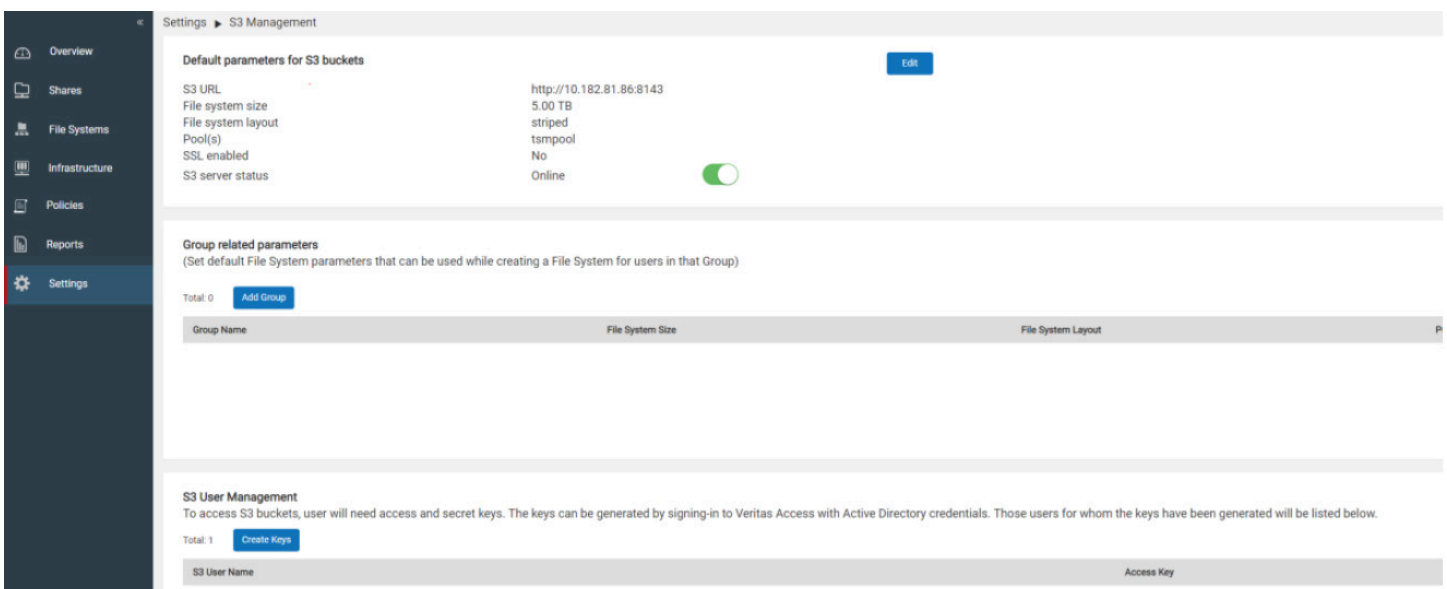 «
Settings ▶ S3 Management
Overview
Shares
File Systems
Infrastructure
Policies
Reports
Settings
Default parameters for S3 buckets
Edit
S3 URL http://10.182.81.86:8143
File system size 5.00 TB
File system layout striped
Pool(s) tsmpool
SSL enabled No
S3 server status Online
Group related parameters
(Set default File System parameters that can be used while creating a File System for users in that Group)
Total: 0 Add Group
Group Name File System Size File System Layout P
S3 User Management
To access S3 buckets, user will need access and secret keys. The keys can be generated by signing-in to Veritas Access with Active Directory credentials. Those users for whom the keys have been generated will be listed below.
Total: 1 Create Keys
S3 User Name Access Key